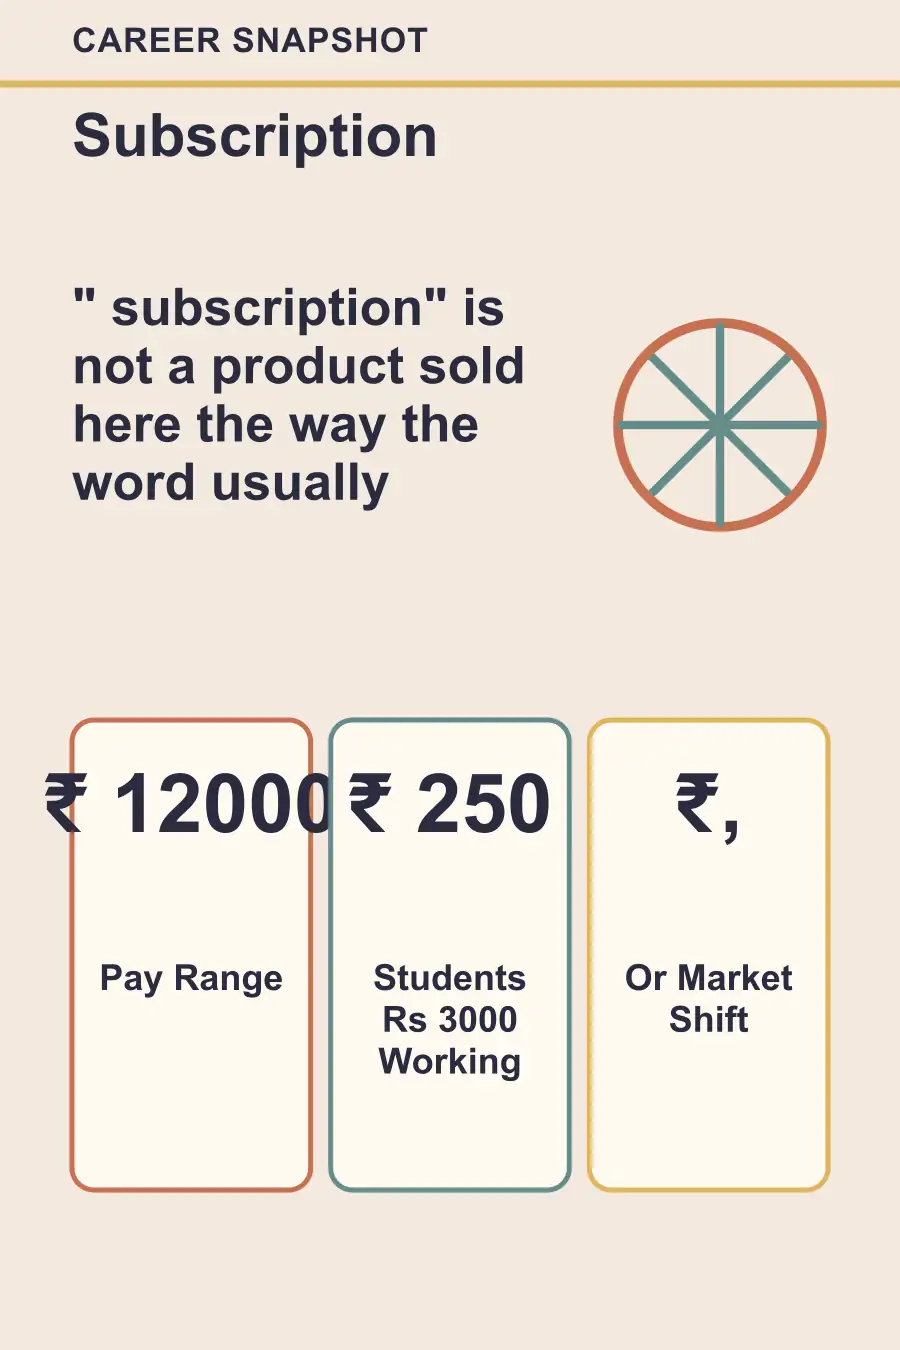 CAREER SNAPSHOT
Subscription
" subscription" is
not a product sold
here the way the
word usually
₹ 12000
Pay Range
₹ 250
Students
Rs 3000
Working
₹,
Or Market
Shift